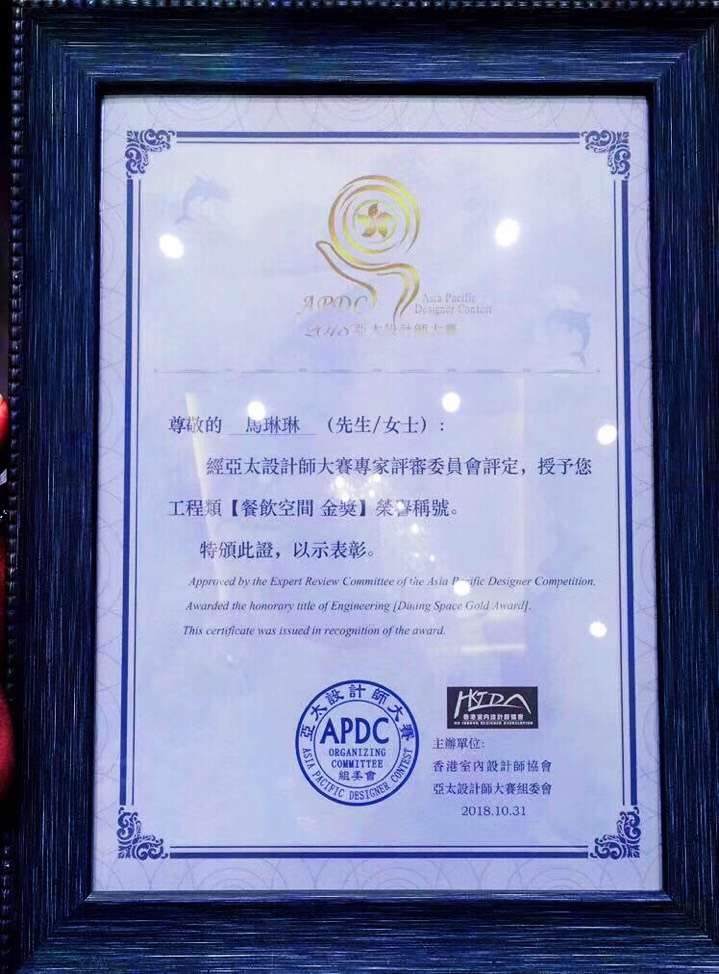 APDC
Asia Pacific
Designer Contest
2018亞太設計師大賽
尊敬的 馬琳琳 (先生/女士):
經亞太設計師大賽專家評審委員會評定,授予您
工程類【餐飲空間 金獎】榮譽稱號。
特頒此證,以示表彰。
Approved by the Expert Review Committee of the Asia Pacific Designer Competition.
Awarded the honorary title of Engineering [Dining Space Gold Award].
This certificate was issued in recognition of the award.
亞太設計師大賽
APDC
ORGANIZING
COMMITTEE
組委會
ASIA PACIFIC DESIGNER CONTEST
HKIDA
香港室内設計師協會
主辦單位:
香港室內設計師協會
亞太設計師大賽組委會
2018.10.31